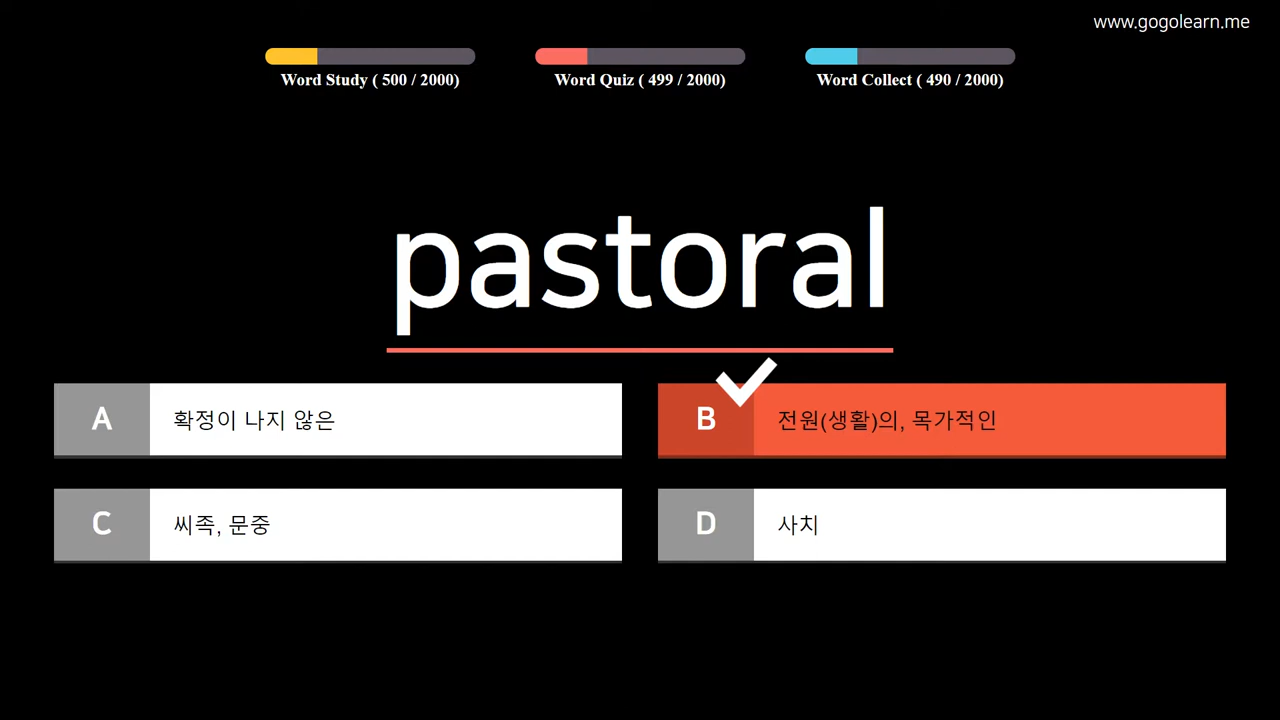 www.gogolearn.me
Word Study ( 500 / 2000)
Word Quiz ( 499 / 2000)
Word Collect ( 490 / 2000)
pastoral
A 확정이 나지 않은
B 전원(생활)의, 목가적인
C 씨족, 문중
D 사치